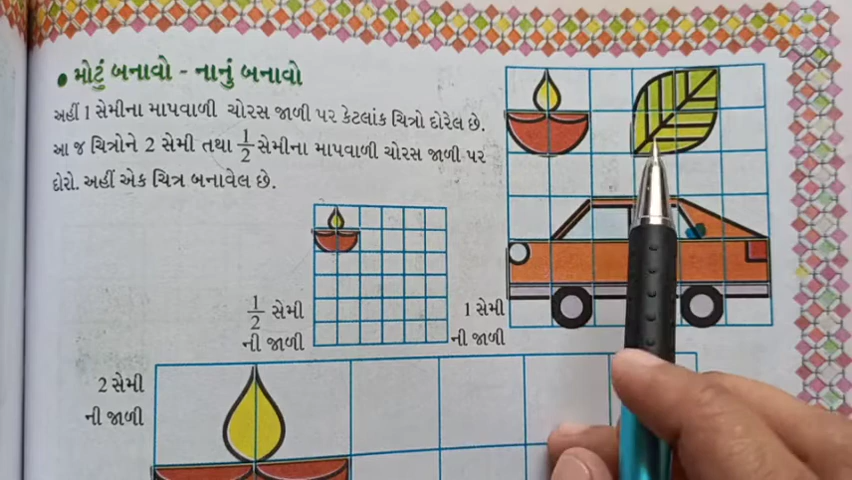 • મોટું બનાવો - નાનું બનાવો
અહીં 1 સેમીના માપવાળી ચોરસ જાળી પર કેટલાંક ચિત્રો દોરેલ છે.
આ જ ચિત્રોને 2 સેમી તથા 1/2 સેમીના માપવાળી ચોરસ જાળી પર
દોરો. અહીં એક ચિત્ર બનાવેલ છે.
1/2 સેમી
ની જાળી
1 સેમી
ની જાળી
2 સેમી
ની જાળી